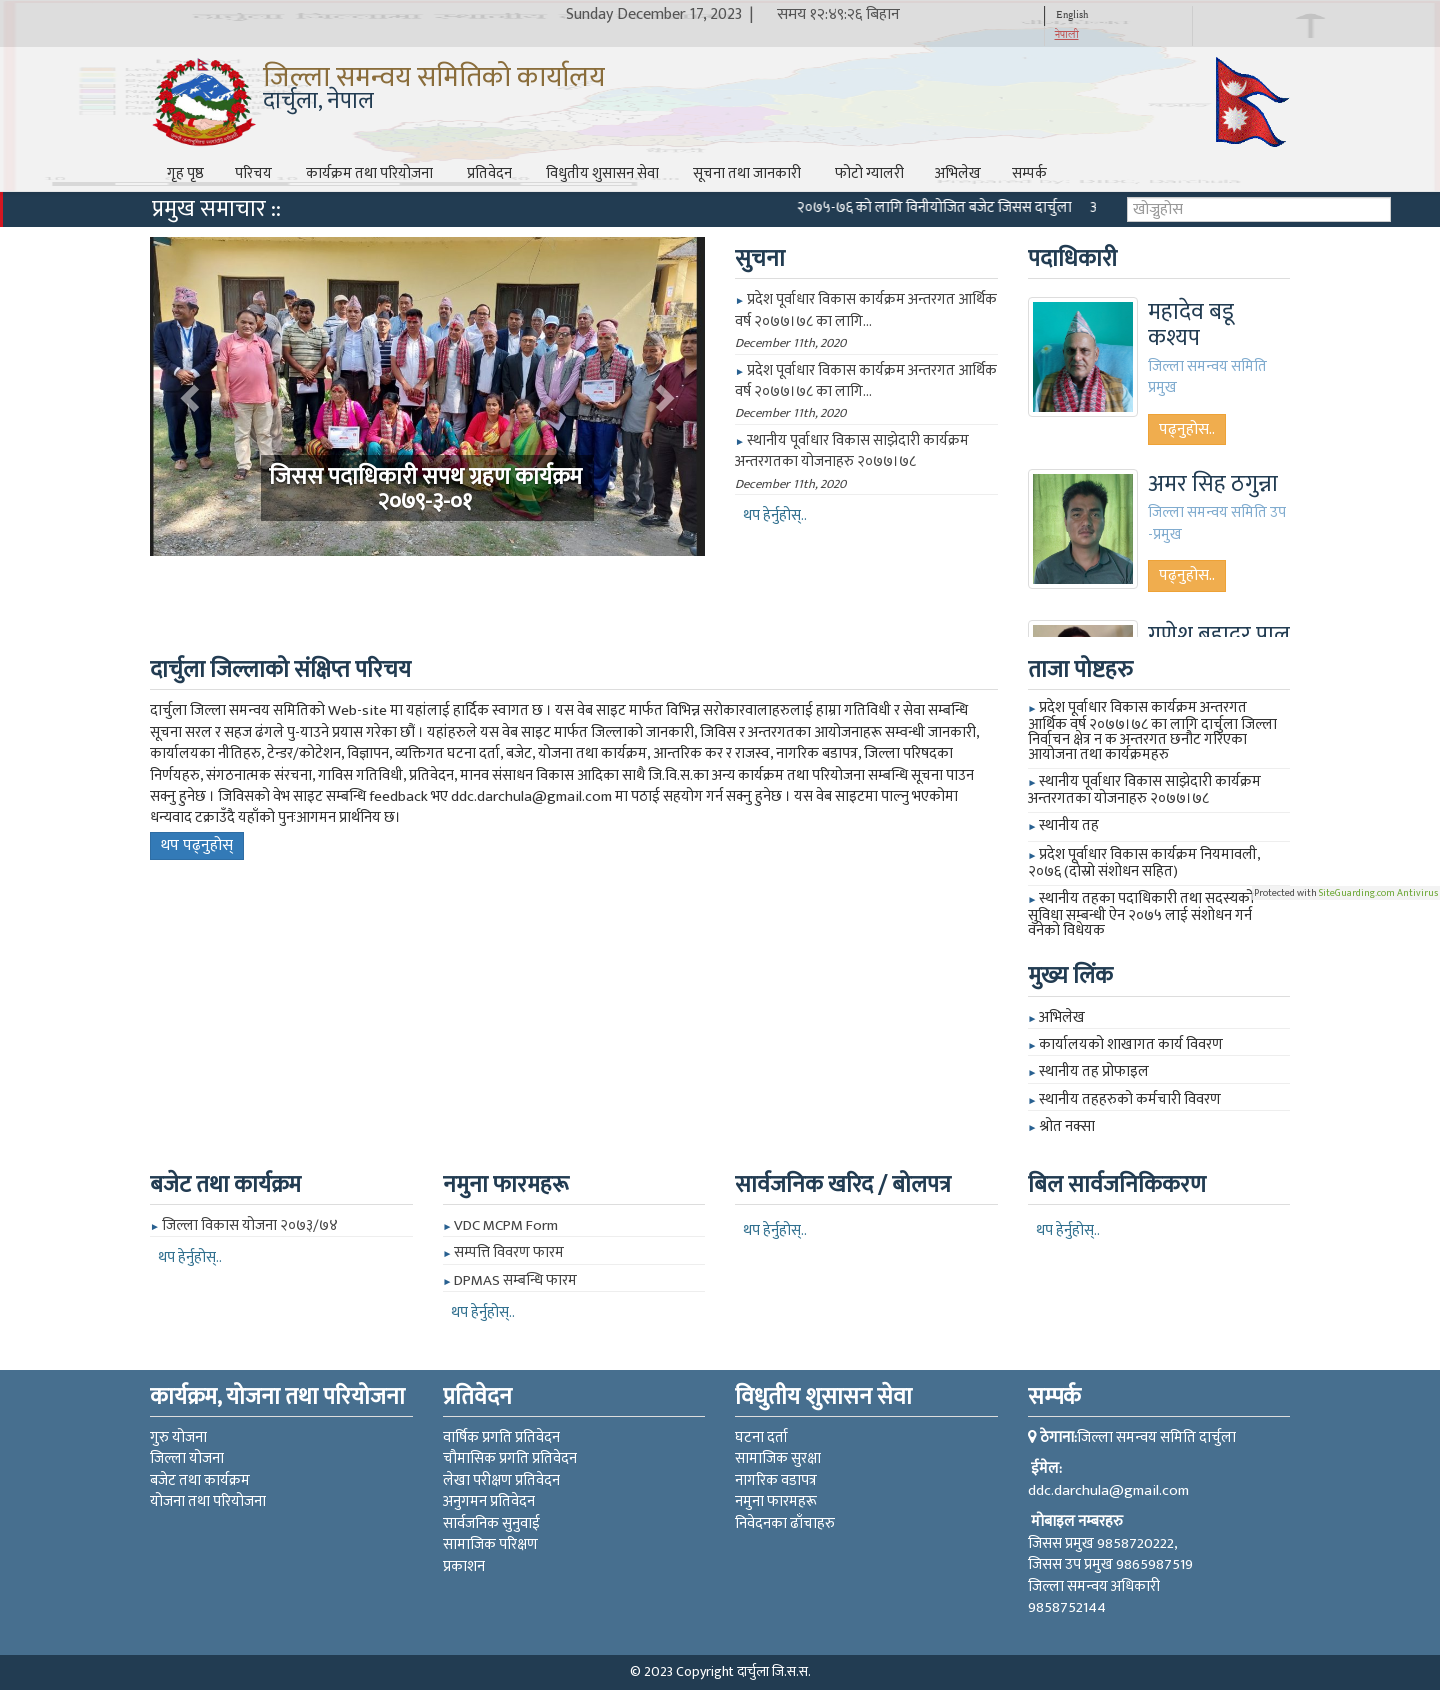 Sunday December 17, 2023 | समय १२:४९:२६ बिहान
English
नेपाली
जिल्ला समन्वय समितिको कार्यालय
दार्चुला, नेपाल
गृह पृष्ठ परिचय कार्यक्रम तथा परियोजना प्रतिवेदन विधुतीय शुसासन सेवा सूचना तथा जानकारी फोटो ग्यालरी अभिलेख सम्पर्क
प्रमुख समाचार :: २०७५-७६ को लागि विनीयोजित बजेट जिसस दार्चुला
खोज्नुहोस
जिसस पदाधिकारी सपथ ग्रहण कार्यक्रम
२०७९-३-०१
सुचना
► प्रदेश पूर्वाधार विकास कार्यक्रम अन्तरगत आर्थिक
वर्ष २०७७।७८ का लागि...
December 11th, 2020
► प्रदेश पूर्वाधार विकास कार्यक्रम अन्तरगत आर्थिक
वर्ष २०७७।७८ का लागि...
December 11th, 2020
► स्थानीय पूर्वाधार विकास साझेदारी कार्यक्रम
अन्तरगतका योजनाहरु २०७७।७८
December 11th, 2020
थप हेर्नुहोस्..
पदाधिकारी
महादेव बडू
कश्यप
जिल्ला समन्वय समिति
प्रमुख
पढ्नुहोस..
अमर सिह ठगुन्ना
जिल्ला समन्वय समिति उप
-प्रमुख
पढ्नुहोस..
दार्चुला जिल्लाको संक्षिप्त परिचय
दार्चुला जिल्ला समन्वय समितिको Web-site मा यहांलाई हार्दिक स्वागत छ । यस वेब साइट मार्फत विभिन्न सरोकारवालाहरुलाई हाम्रा गतिविधी र सेवा सम्बन्धि
सूचना सरल र सहज ढंगले पु-याउने प्रयास गरेका छौं । यहांहरुले यस वेब साइट मार्फत जिल्लाको जानकारी, जिविस र अन्तरगतका आयोजनाहरू सम्वन्धी जानकारी,
कार्यालयका नीतिहरु, टेन्डर/कोटेशन, विज्ञापन, व्यक्तिगत घटना दर्ता, बजेट, योजना तथा कार्यक्रम, आन्तरिक कर र राजस्व, नागरिक बडापत्र, जिल्ला परिषदका
निर्णयहरु, संगठनात्मक संरचना, गाविस गतिविधी, प्रतिवेदन, मानव संसाधन विकास आदिका साथै जि.वि.स.का अन्य कार्यक्रम तथा परियोजना सम्बन्धि सूचना पाउन
सक्नु हुनेछ । जिविसको वेभ साइट सम्बन्धि feedback भए ddc.darchula@gmail.com मा पठाई सहयोग गर्न सक्नु हुनेछ । यस वेब साइटमा पाल्नु भएकोमा
धन्यवाद टक्राउँदै यहाँको पुनःआगमन प्रार्थनिय छ।
थप पढ्नुहोस्
ताजा पोष्टहरु
► प्रदेश पूर्वाधार विकास कार्यक्रम अन्तरगत
आर्थिक वर्ष २०७७।७८ का लागि दार्चुला जिल्ला
निर्वाचन क्षेत्र न क अन्तरगत छनौट गरिएका
आयोजना तथा कार्यक्रमहरु
► स्थानीय पूर्वाधार विकास साझेदारी कार्यक्रम
अन्तरगतका योजनाहरु २०७७।७८
► स्थानीय तह
► प्रदेश पूर्वाधार विकास कार्यक्रम नियमावली,
२०७६ (दोस्रो संशोधन सहित)
► स्थानीय तहका पदाधिकारी तथा सदस्यको
सुविधा सम्बन्धी ऐन २०७५ लाई संशोधन गर्न
वनेको विधेयक
Protected with SiteGuarding.com Antivirus
मुख्य लिंक
► अभिलेख
► कार्यालयको शाखागत कार्य विवरण
► स्थानीय तह प्रोफाइल
► स्थानीय तहहरुको कर्मचारी विवरण
► श्रोत नक्सा
बजेट तथा कार्यक्रम
► जिल्ला विकास योजना २०७३/७४
थप हेर्नुहोस्..
नमुना फारमहरू
► VDC MCPM Form
► सम्पत्ति विवरण फारम
► DPMAS सम्बन्धि फारम
थप हेर्नुहोस्..
सार्वजनिक खरिद / बोलपत्र
थप हेर्नुहोस्..
बिल सार्वजनिकिकरण
थप हेर्नुहोस्..
कार्यक्रम, योजना तथा परियोजना
गुरु योजना
जिल्ला योजना
बजेट तथा कार्यक्रम
योजना तथा परियोजना
प्रतिवेदन
वार्षिक प्रगति प्रतिवेदन
चौमासिक प्रगति प्रतिवेदन
लेखा परीक्षण प्रतिवेदन
अनुगमन प्रतिवेदन
सार्वजनिक सुनुवाई
सामाजिक परिक्षण
प्रकाशन
विधुतीय शुसासन सेवा
घटना दर्ता
सामाजिक सुरक्षा
नागरिक वडापत्र
नमुना फारमहरू
निवेदनका ढाँचाहरु
सम्पर्क
ठेगाना:जिल्ला समन्वय समिति दार्चुला
ईमेल:
ddc.darchula@gmail.com
मोबाइल नम्बरहरु
जिसस प्रमुख 9858720222,
जिसस उप प्रमुख 9865987519
जिल्ला समन्वय अधिकारी
9858752144
© 2023 Copyright दार्चुला जि.स.स.